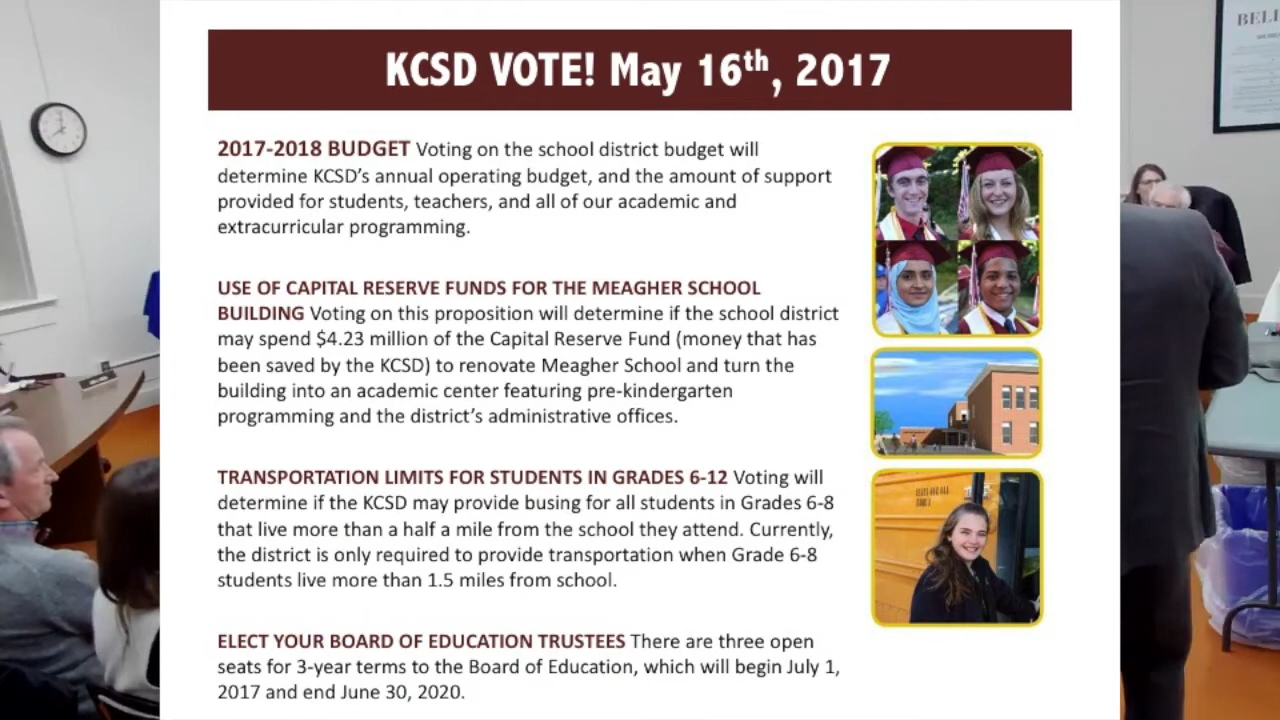 KCSD VOTE! May 16th, 2017
2017-2018 BUDGET Voting on the school district budget will
determine KCSD's annual operating budget, and the amount of support
provided for students, teachers, and all of our academic and
extracurricular programming.
USE OF CAPITAL RESERVE FUNDS FOR THE MEAGHER SCHOOL
BUILDING Voting on this proposition will determine if the school district
may spend $4.23 million of the Capital Reserve Fund (money that has
been saved by the KCSD) to renovate Meagher School and turn the
building into an academic center featuring pre-kindergarten
programming and the district's administrative offices.
TRANSPORTATION LIMITS FOR STUDENTS IN GRADES 6-12 Voting will
determine if the KCSD may provide busing for all students in Grades 6-8
that live more than a half a mile from the school they attend. Currently,
the district is only required to provide transportation when Grade 6-8
students live more than 1.5 miles from school.
ELECT YOUR BOARD OF EDUCATION TRUSTEES There are three open
seats for 3-year terms to the Board of Education, which will begin July 1,
2017 and end June 30, 2020.
BELI